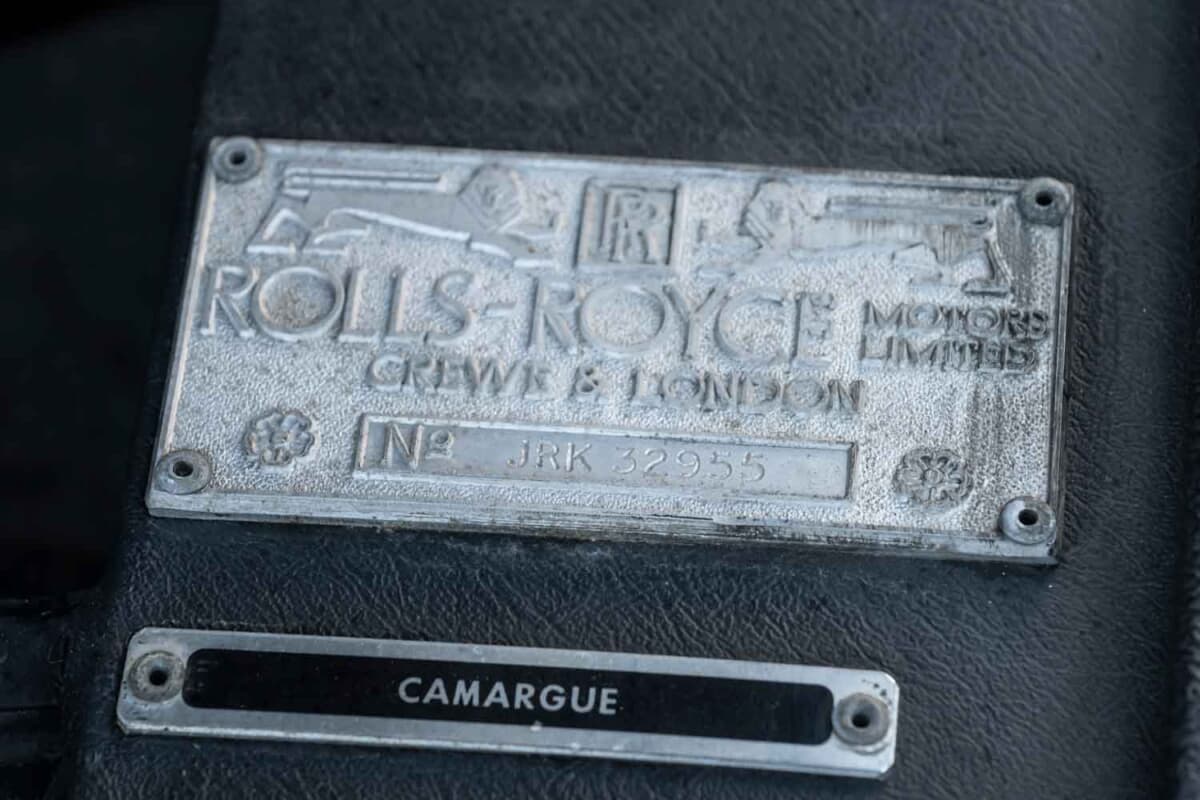 RR
ROLLS-ROYCE MOTORS LIMITED
CREWE & LONDON
Nº JRK 32955
CAMARGUE